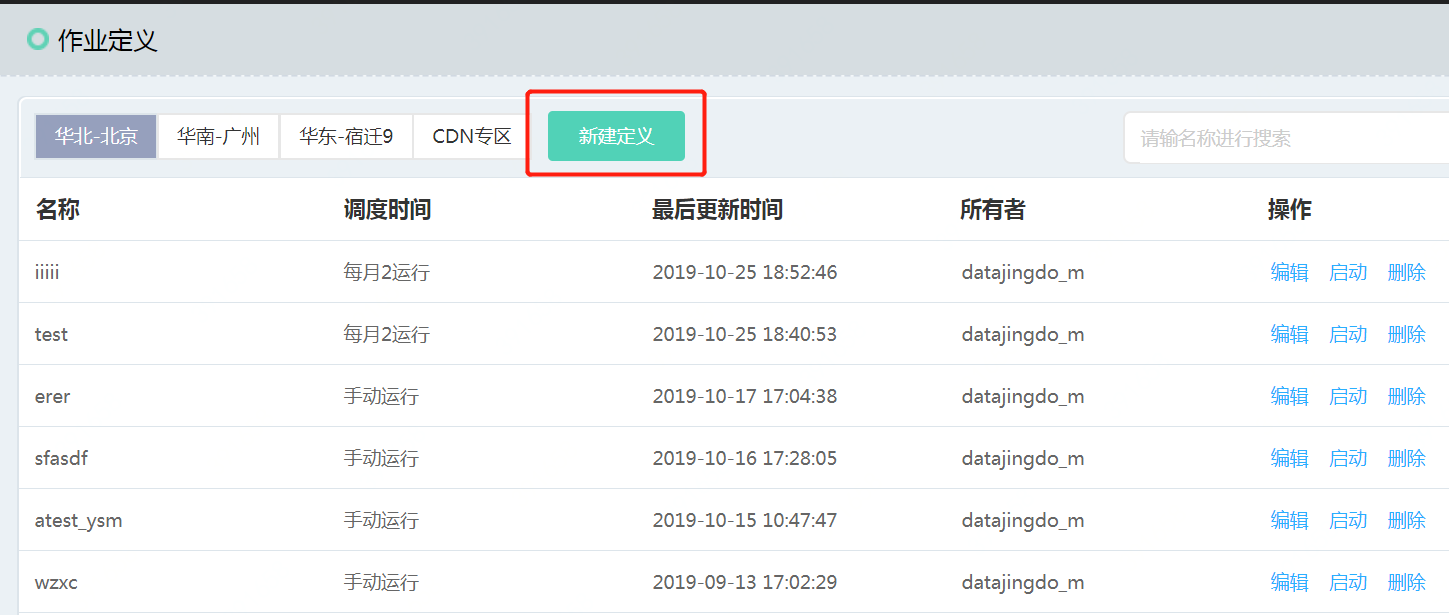 作业定义
华北-北京 华南-广州 华东-宿迁9 CDN专区 新建定义 请输名称进行搜索
名称 调度时间 最后更新时间 所有者 操作
iiiii 每月2运行 2019-10-25 18:52:46 datajingdo_m 编辑 启动 删除
test 每月2运行 2019-10-25 18:40:53 datajingdo_m 编辑 启动 删除
erer 手动运行 2019-10-17 17:04:38 datajingdo_m 编辑 启动 删除
sfasdf 手动运行 2019-10-16 17:28:05 datajingdo_m 编辑 启动 删除
atest_ysm 手动运行 2019-10-15 10:47:47 datajingdo_m 编辑 启动 删除
wzxc 手动运行 2019-09-13 17:02:29 datajingdo_m 编辑 启动 删除